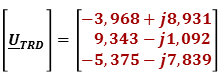 [U_TRD] = [−3,968 + j8,931
9,343 − j1,092
−5,375 − j7,839]